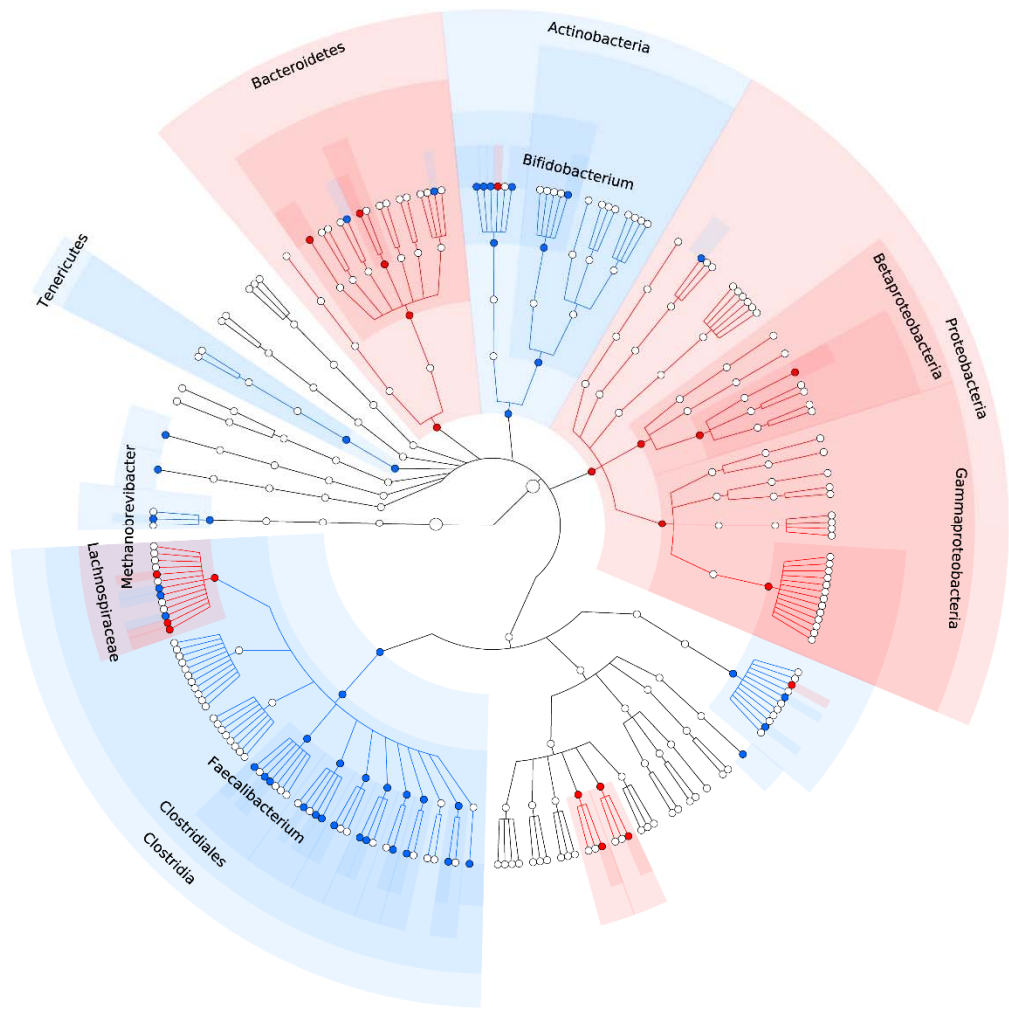 Actinobacteria
Bacteroidetes
Bifidobacterium
Tenericutes
Betaproteobacteria
Proteobacteria
Gammaproteobacteria
Methanobrevibacter
Lachnospiraceae
Faecalibacterium
Clostridiales
Clostridia